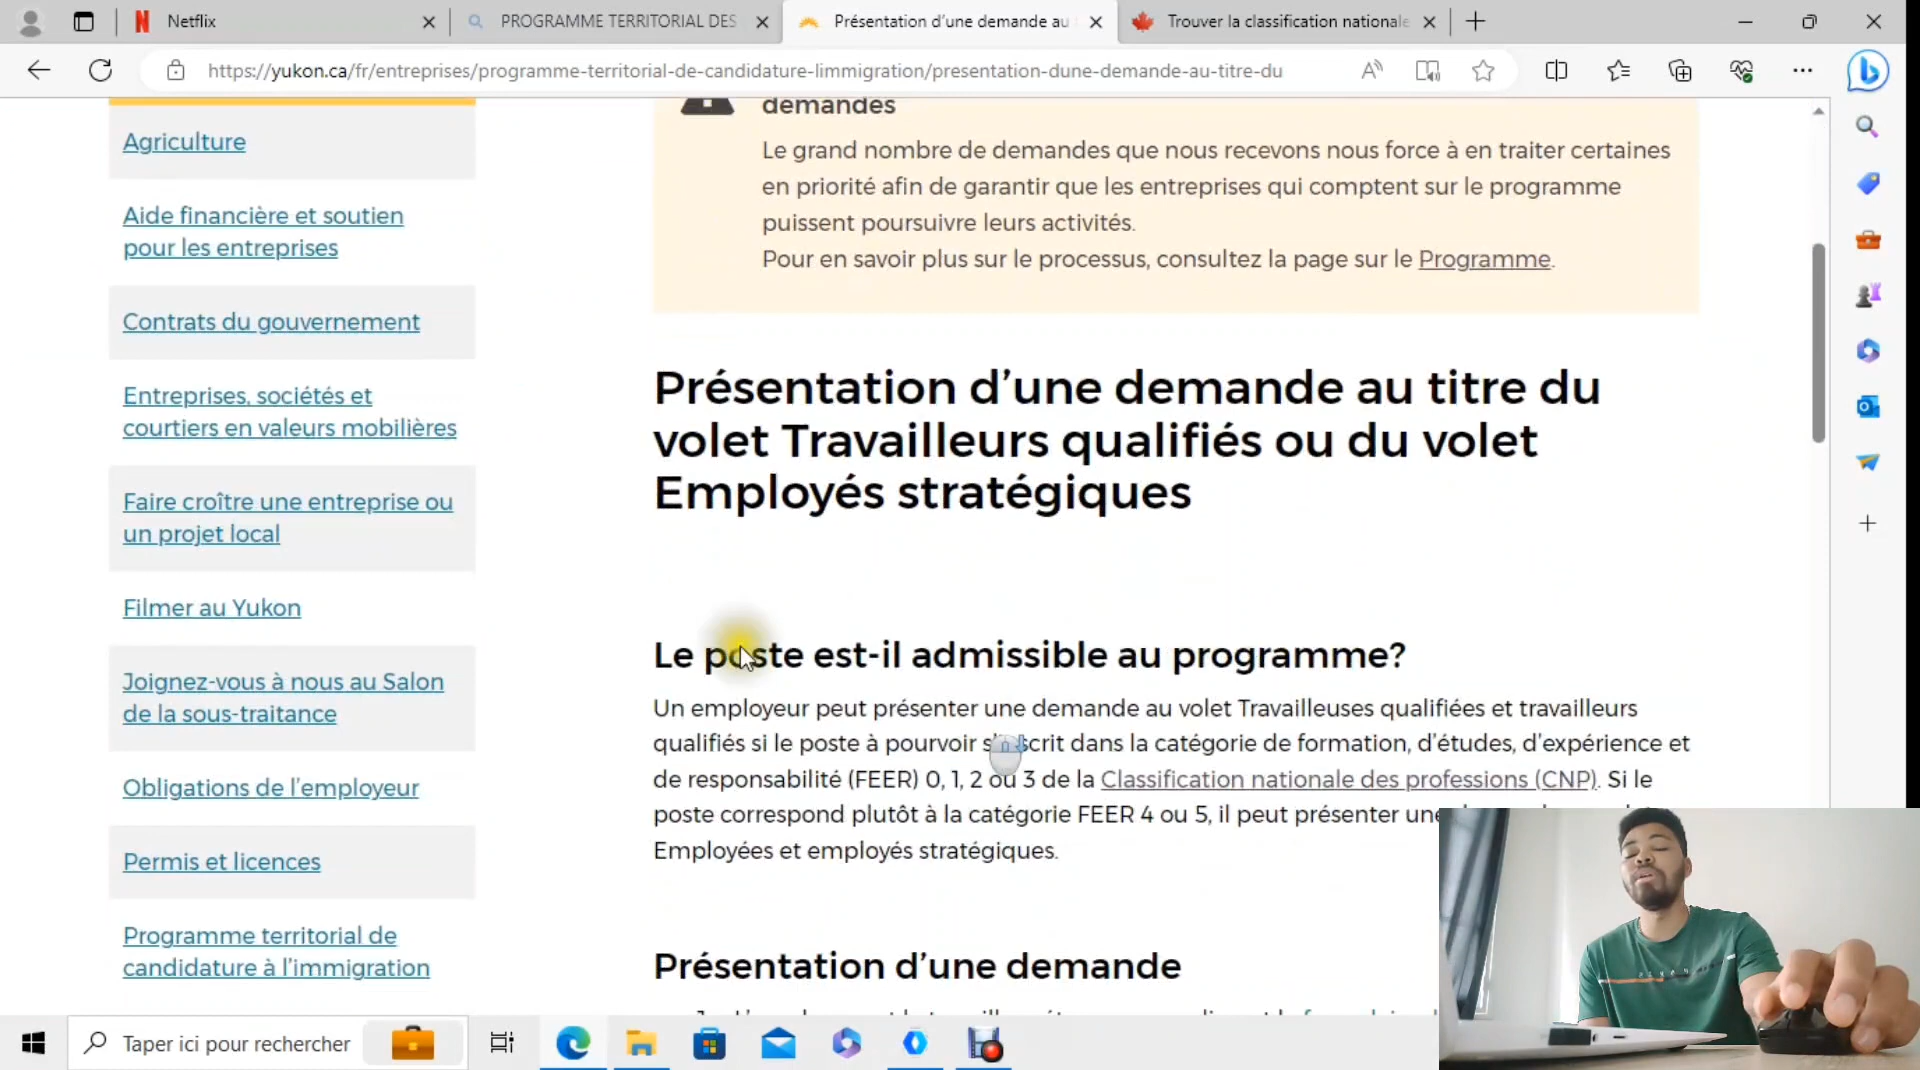 Netflix
PROGRAMME TERRITORIAL DES
Présentation d'une demande au
Trouver la classification nationale
https://yukon.ca/fr/entreprises/programme-territorial-de-candidature-limmigration/presentation-dune-demande-au-titre-du
Agriculture
Aide financière et soutien
pour les entreprises
Contrats du gouvernement
Entreprises, sociétés et
courtiers en valeurs mobilières
Faire croître une entreprise ou
un projet local
Filmer au Yukon
Joignez-vous à nous au Salon
de la sous-traitance
Obligations de l'employeur
Permis et licences
Programme territorial de
candidature à l'immigration
demandes
Le grand nombre de demandes que nous recevons nous force à en traiter certaines
en priorité afin de garantir que les entreprises qui comptent sur le programme
puissent poursuivre leurs activités.
Pour en savoir plus sur le processus, consultez la page sur le Programme.
Présentation d'une demande au titre du
volet Travailleurs qualifiés ou du volet
Employés stratégiques
Le poste est-il admissible au programme?
Un employeur peut présenter une demande au volet Travailleuses qualifiées et travailleurs
qualifiés si le poste à pourvoir s'inscrit dans la catégorie de formation, d'études, d'expérience et
de responsabilité (FEER) 0, 1, 2 ou 3 de la Classification nationale des professions (CNP). Si le
poste correspond plutôt à la catégorie FEER 4 ou 5, il peut présenter une
Employées et employés stratégiques.
Présentation d'une demande
Taper ici pour rechercher